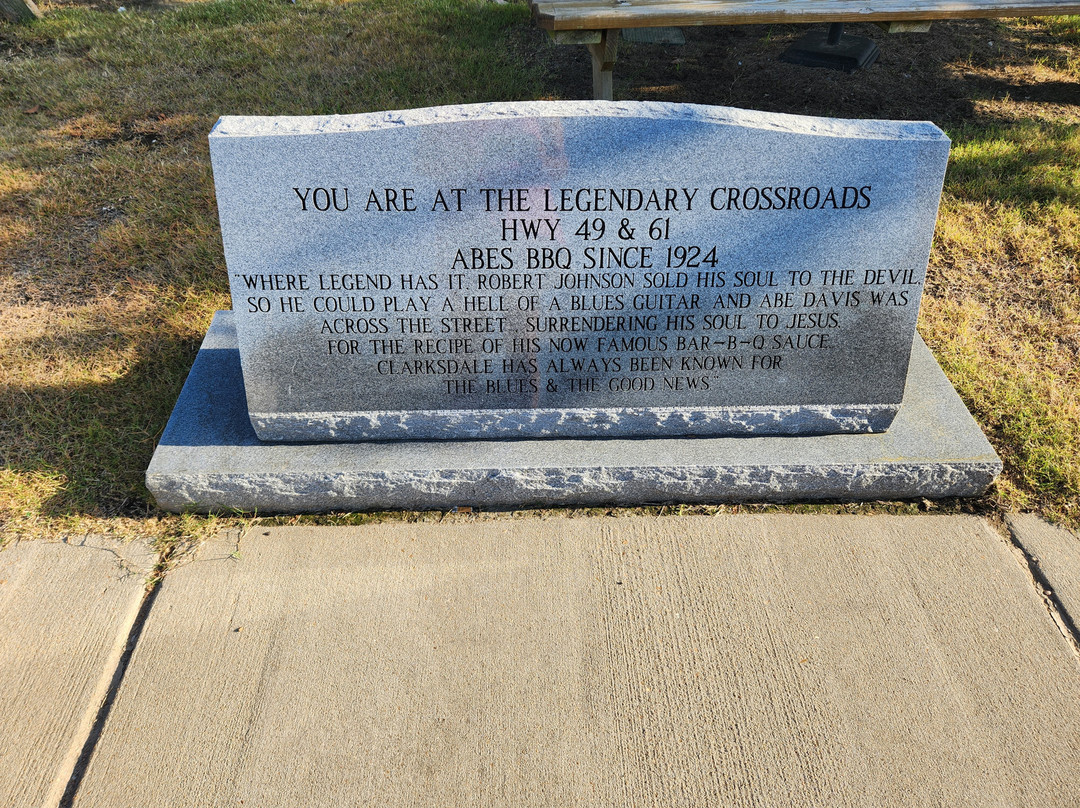 YOU ARE AT THE LEGENDARY CROSSROADS
HWY 49 & 61
ABES BBQ SINCE 1924
"WHERE LEGEND HAS IT, ROBERT JOHNSON SOLD HIS SOUL TO THE DEVIL,
SO HE COULD PLAY A HELL OF A BLUES GUITAR AND ABE DAVIS WAS
ACROSS THE STREET... SURRENDERING HIS SOUL TO JESUS,
FOR THE RECIPE OF HIS NOW FAMOUS BAR-B-Q SAUCE.
CLARKSDALE HAS ALWAYS BEEN KNOWN FOR
THE BLUES & THE GOOD NEWS"